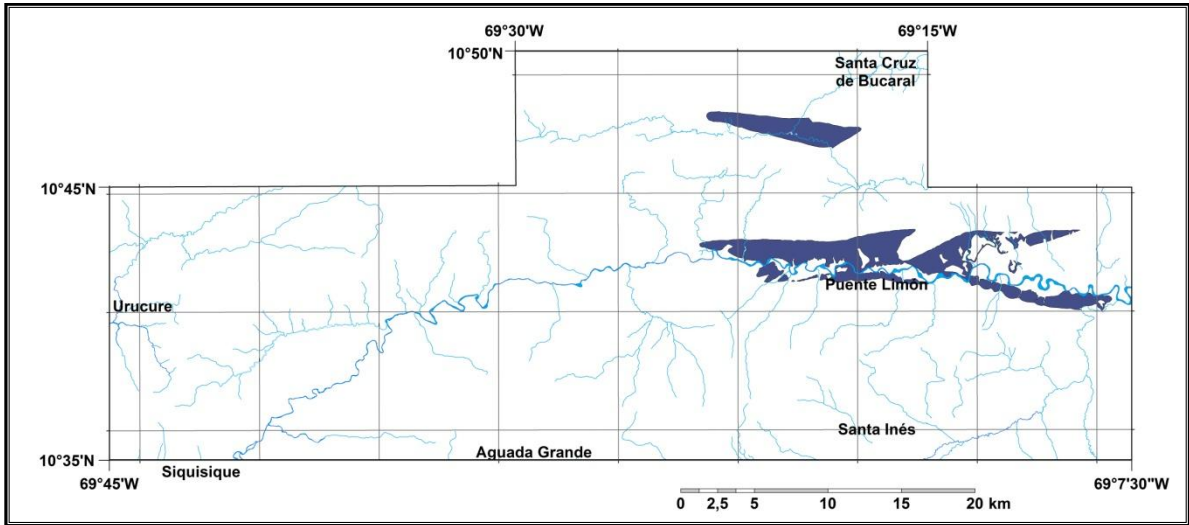 69°30'W
69°15'W
10°50'N
Santa Cruz
de Bucaral
10°45'N
Puente Limón
Urucure
Santa Inés
Aguada Grande
10°35'N
Siquisique
69°45'W
69°7'30"W
0 2,5 5 10 15 20 km